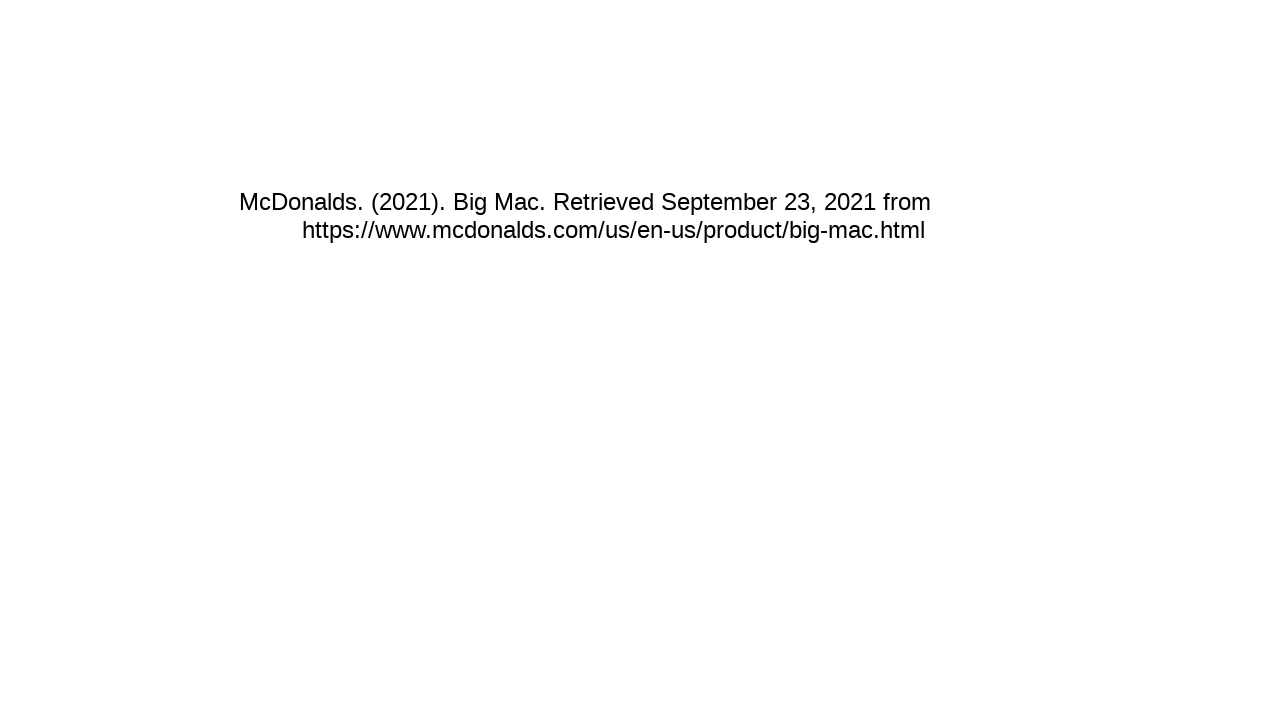 McDonalds. (2021). Big Mac. Retrieved September 23, 2021 from
https://www.mcdonalds.com/us/en-us/product/big-mac.html